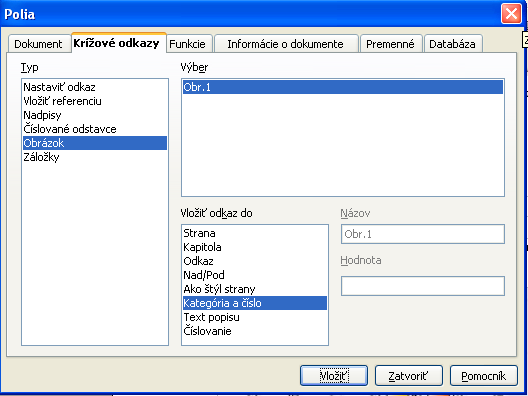 Polia
Dokument Krížové odkazy Funkcie Informácie o dokumente Premenné Databáza
Typ
Nastaviť odkaz
Vložiť referenciu
Nadpisy
Číslované odstavce
Obrázok
Záložky
Výber
Obr.1
Vložiť odkaz do
Strana
Kapitola
Odkaz
Nad/Pod
Ako štýl strany
Kategória a číslo
Text popisu
Číslovanie
Názov
Obr.1
Hodnota
Vložiť Zatvoriť Pomocník